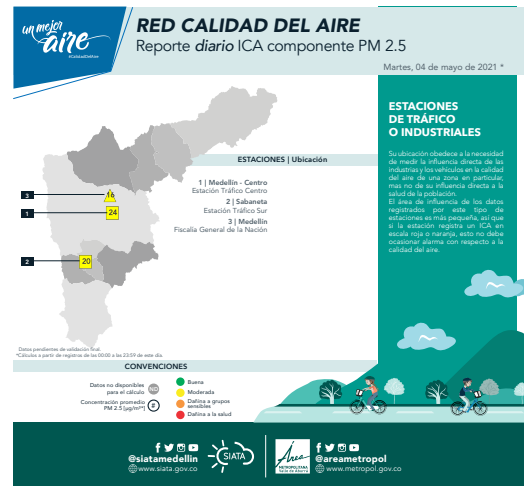 un mejor
aire
#CalidadDelAire
RED CALIDAD DEL AIRE
Reporte diario ICA componente PM 2.5
Martes, 04 de mayo de 2021 *
ESTACIONES
DE TRÁFICO
O INDUSTRIALES
Su ubicación obedece a la necesidad
de medir la influencia directa de las
industrias y los vehículos en la calidad
del aire de una zona en particular,
mas no de su influencia directa a la
salud de la población.
El área de influencia de los datos
registrados por este tipo de
estaciones es más pequeña, así que
si la estación registra un ICA en
escala roja o naranja, esto no debe
ocasionar alarma con respecto a la
calidad del aire.
ESTACIONES | Ubicación
1 | Medellín - Centro
Estación Tráfico Centro
2 | Sabaneta
Estación Tráfico Sur
3 | Medellín
Fiscalía General de la Nación
3
16
1
24
2
20
Datos pendientes de validación final.
*Cálculos a partir de registros de las 00:00 a las 23:59 de este día.
CONVENCIONES
Datos no disponibles
para el cálculo
ND
Concentración promedio
PM 2.5 [µg/m³*]
#
Buena
Moderada
Dañina a grupos
sensibles
Dañina a la salud
@siatamedellin
www.siata.gov.co
SIATA
Área
METROPOLITANA
Valle de Aburrá
@areametropol
www.metropol.gov.co